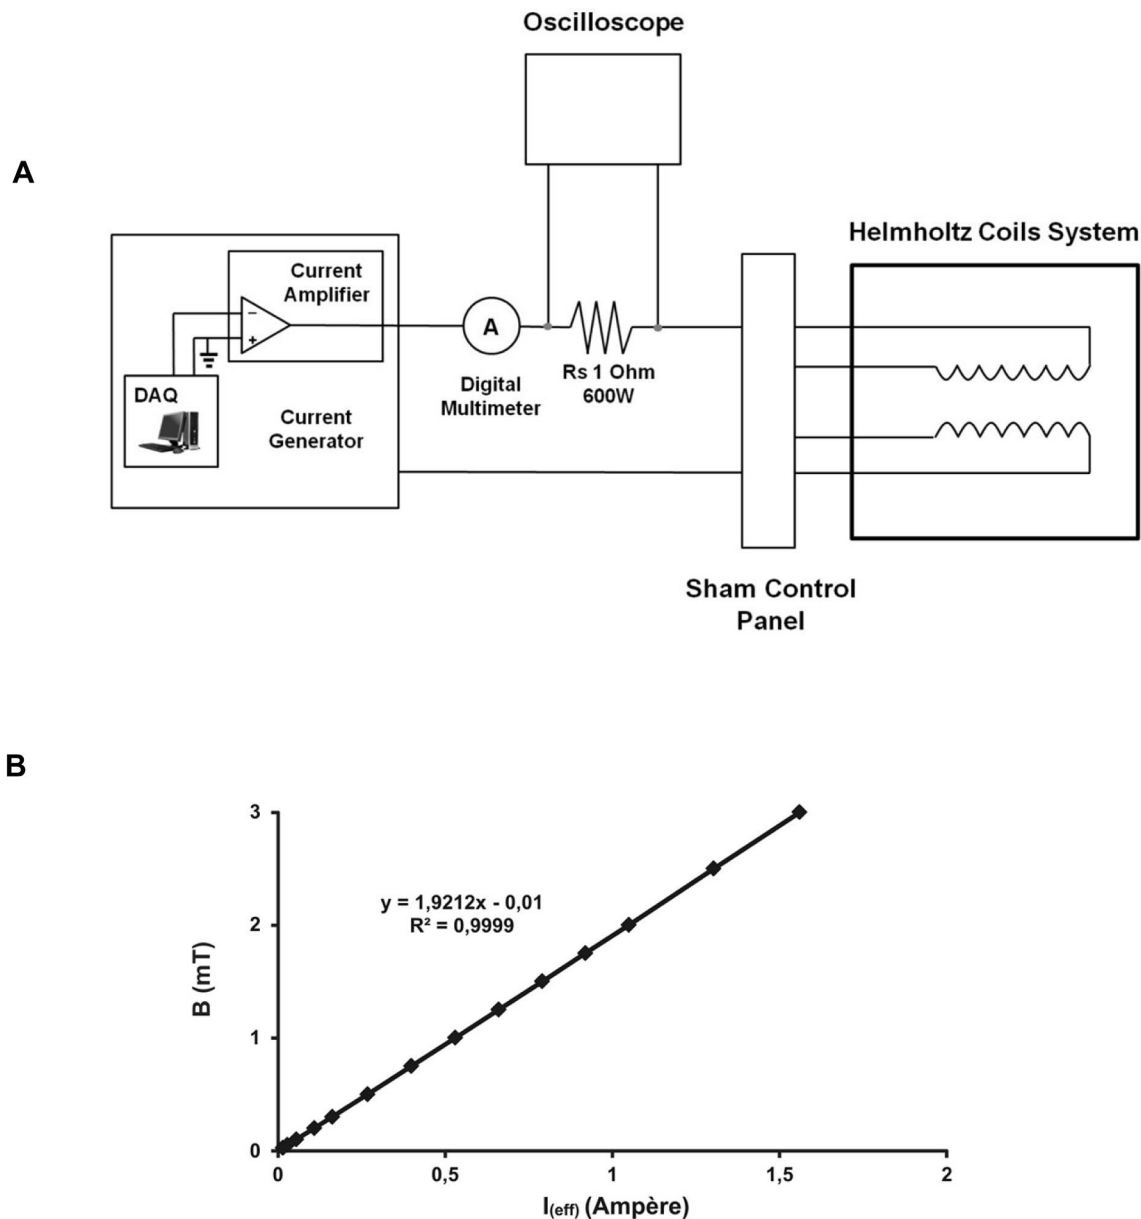 Oscilloscope
A
Helmholtz Coils System
Current
Amplifier
−
+
A
DAQ
Current
Generator
Digital
Multimeter
Rs 1 Ohm
600W
Sham Control
Panel
B
3
2
1
0
y = 1,9212x - 0,01
R² = 0,9999
B (mT)
0
0,5
1
1,5
2
I(eff) (Ampère)